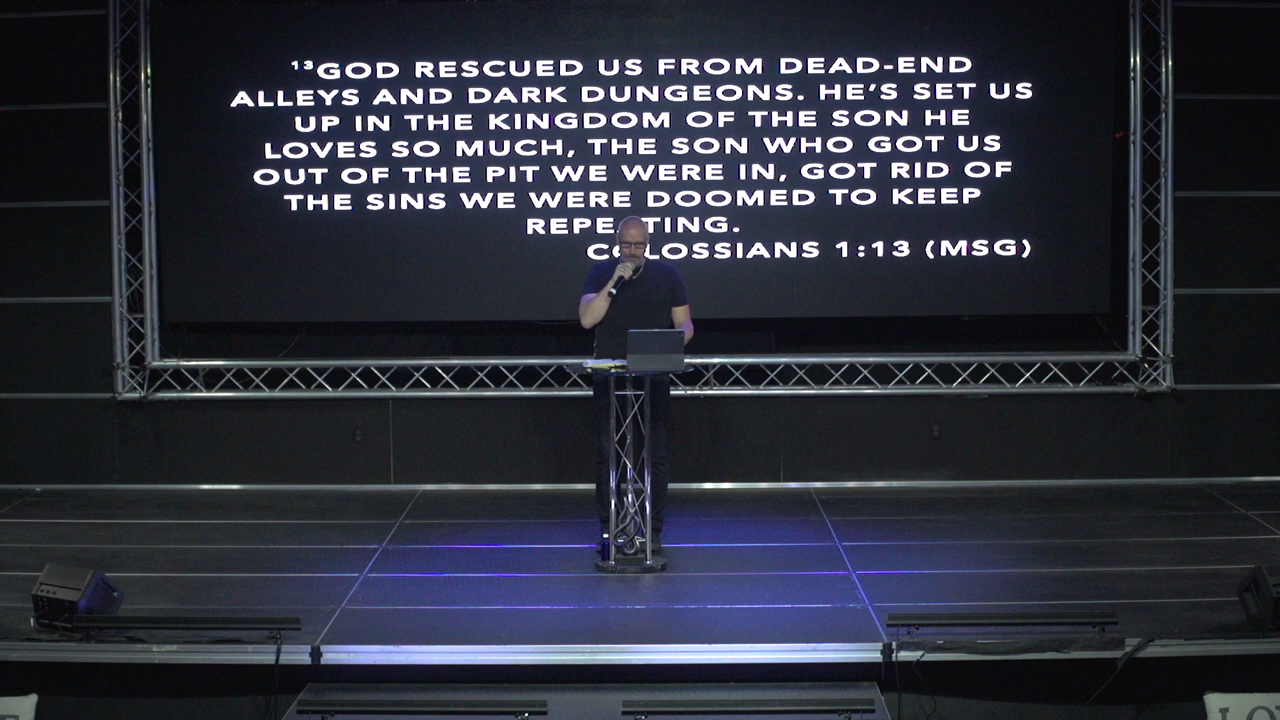 ¹³GOD RESCUED US FROM DEAD-END
ALLEYS AND DARK DUNGEONS. HE'S SET US
UP IN THE KINGDOM OF THE SON HE
LOVES SO MUCH, THE SON WHO GOT US
OUT OF THE PIT WE WERE IN, GOT RID OF
THE SINS WE WERE DOOMED TO KEEP
REPEATING.
COLOSSIANS 1:13 (MSG)